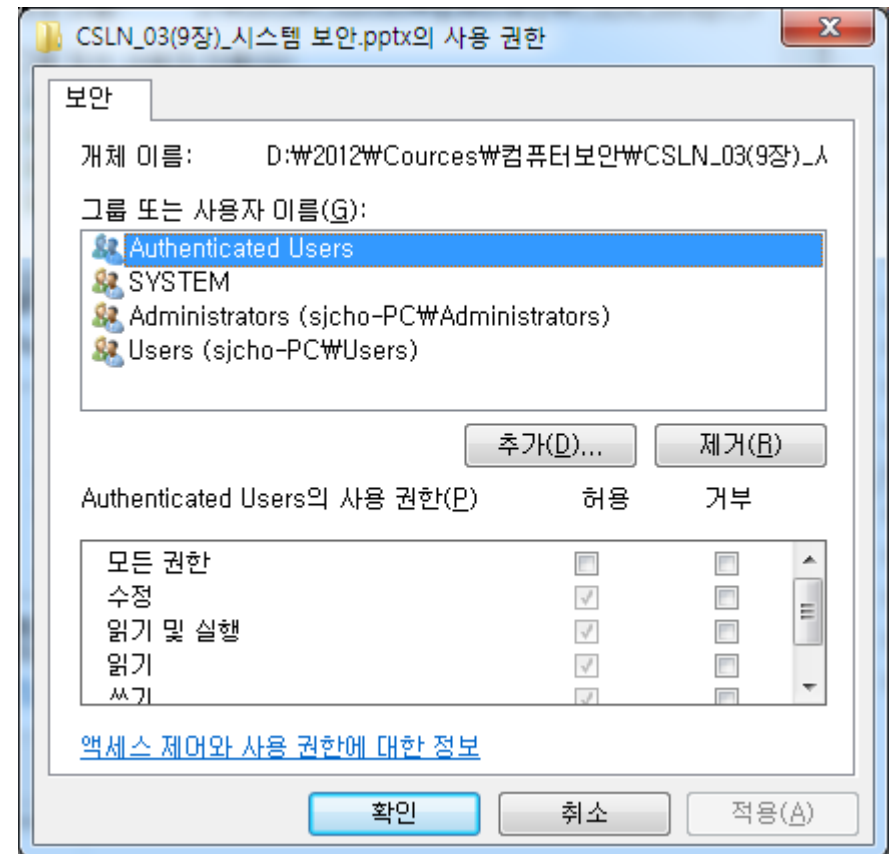 CSLN_03(9장)_시스템 보안.pptx의 사용 권한
보안
개체 이름: D:₩2012₩Cources₩컴퓨터보안₩CSLN_03(9장)_시
그룹 또는 사용자 이름(G):
Authenticated Users
SYSTEM
Administrators (sjcho-PC₩Administrators)
Users (sjcho-PC₩Users)
추가(D)... 제거(R)
Authenticated Users의 사용 권한(P) 허용 거부
모든 권한
수정
읽기 및 실행
읽기
쓰기
액세스 제어와 사용 권한에 대한 정보
확인 취소 적용(A)